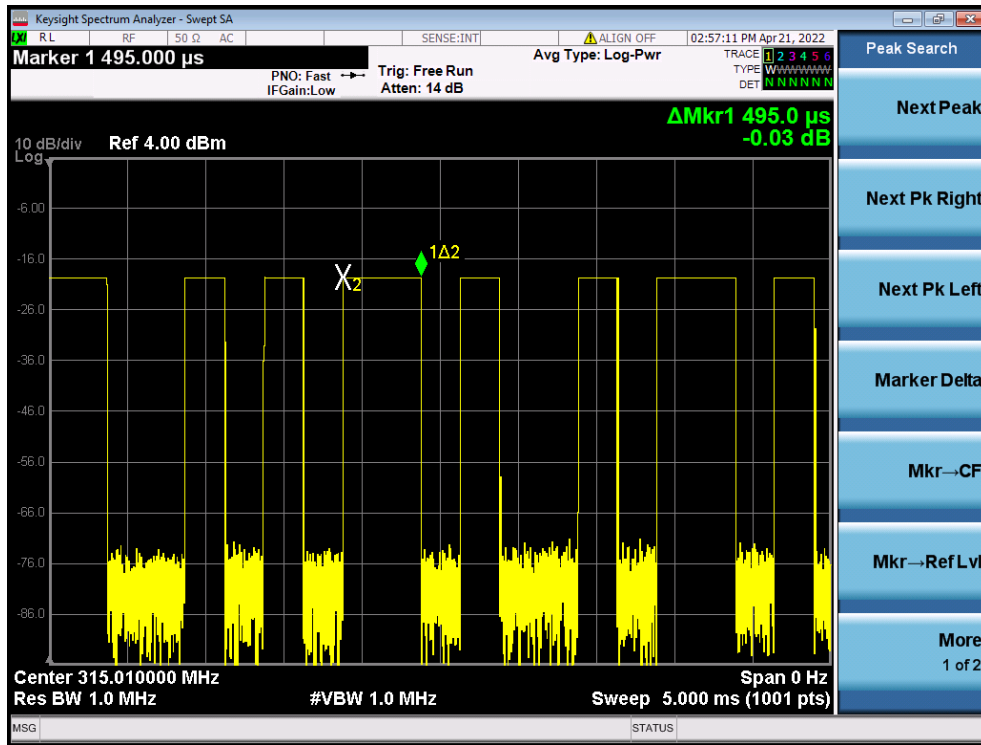 Keysight Spectrum Analyzer - Swept SA
LXI RL RF 50 Ω AC SENSE:INT ALIGN OFF 02:57:11 PM Apr 21, 2022
Marker 1 495.000 µs
PNO: Fast
IFGain:Low
Trig: Free Run
Atten: 14 dB
Avg Type: Log-Pwr
TRACE 1 2 3 4 5 6
TYPE WWWWWW
DET N N N N N N
ΔMkr1 495.0 µs
-0.03 dB
10 dB/div Ref 4.00 dBm
Log
-6.00
-16.0
-26.0
-36.0
-46.0
-56.0
-66.0
-76.0
-86.0
1Δ2
X2
Center 315.010000 MHz Span 0 Hz
Res BW 1.0 MHz #VBW 1.0 MHz Sweep 5.000 ms (1001 pts)
MSG STATUS
Peak Search
Next Peak
Next Pk Right
Next Pk Left
Marker Delta
Mkr→CF
Mkr→Ref Lvl
More
1 of 2